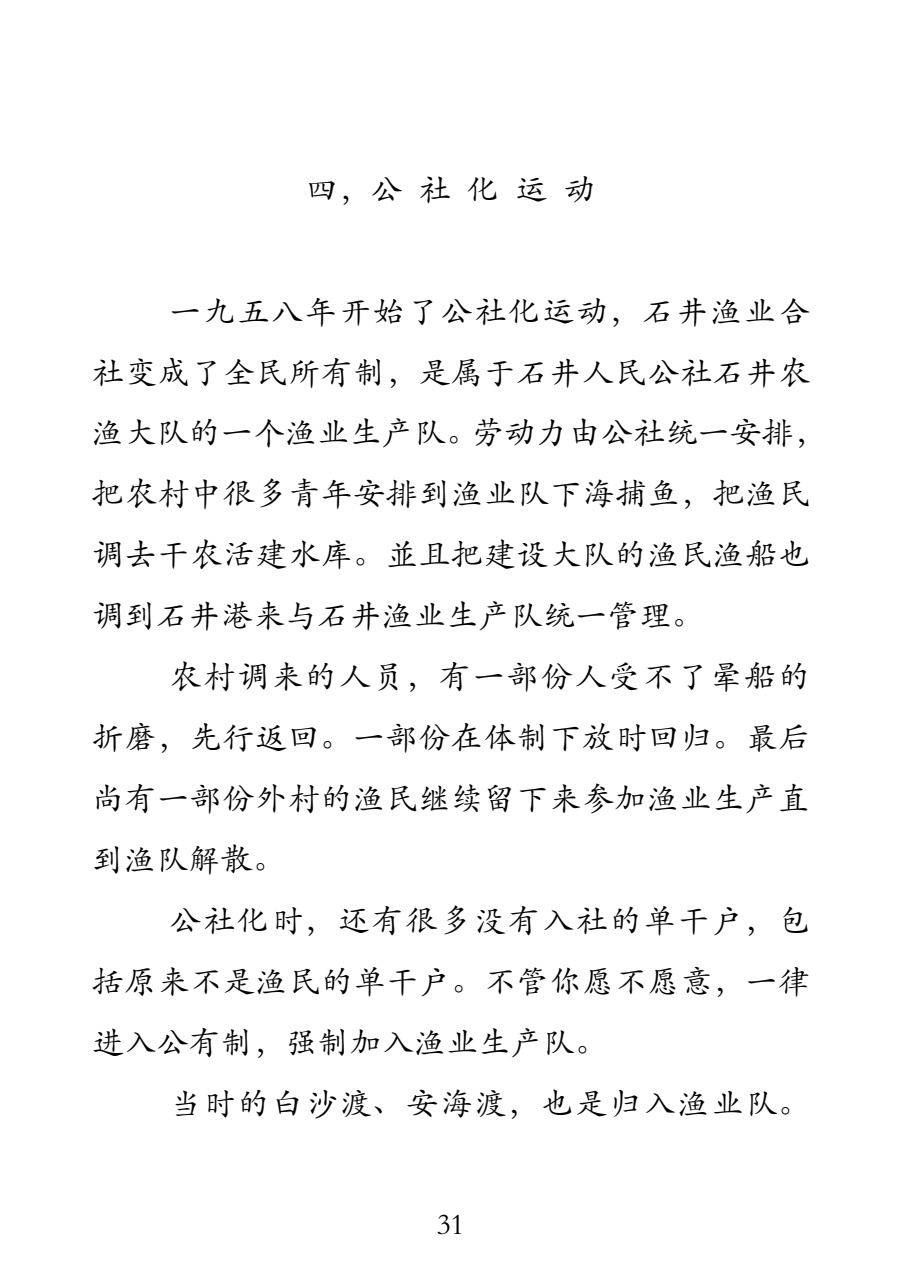 四，公 社 化 运 动
一九五八年开始了公社化运动，石井渔业合
社变成了全民所有制，是属于石井人民公社石井农
渔大队的一个渔业生产队。劳动力由公社统一安排，
把农村中很多青年安排到渔业队下海捕鱼，把渔民
调去干农活建水库。並且把建设大队的渔民渔船也
调到石井港来与石井渔业生产队统一管理。
农村调来的人员，有一部份人受不了晕船的
折磨，先行返回。一部份在体制下放时回归。最后
尚有一部份外村的渔民继续留下来参加渔业生产直
到渔队解散。
公社化时，还有很多没有入社的单干户，包
括原来不是渔民的单干户。不管你愿不愿意，一律
进入公有制，强制加入渔业生产队。
当时的白沙渡、安海渡，也是归入渔业队。
31